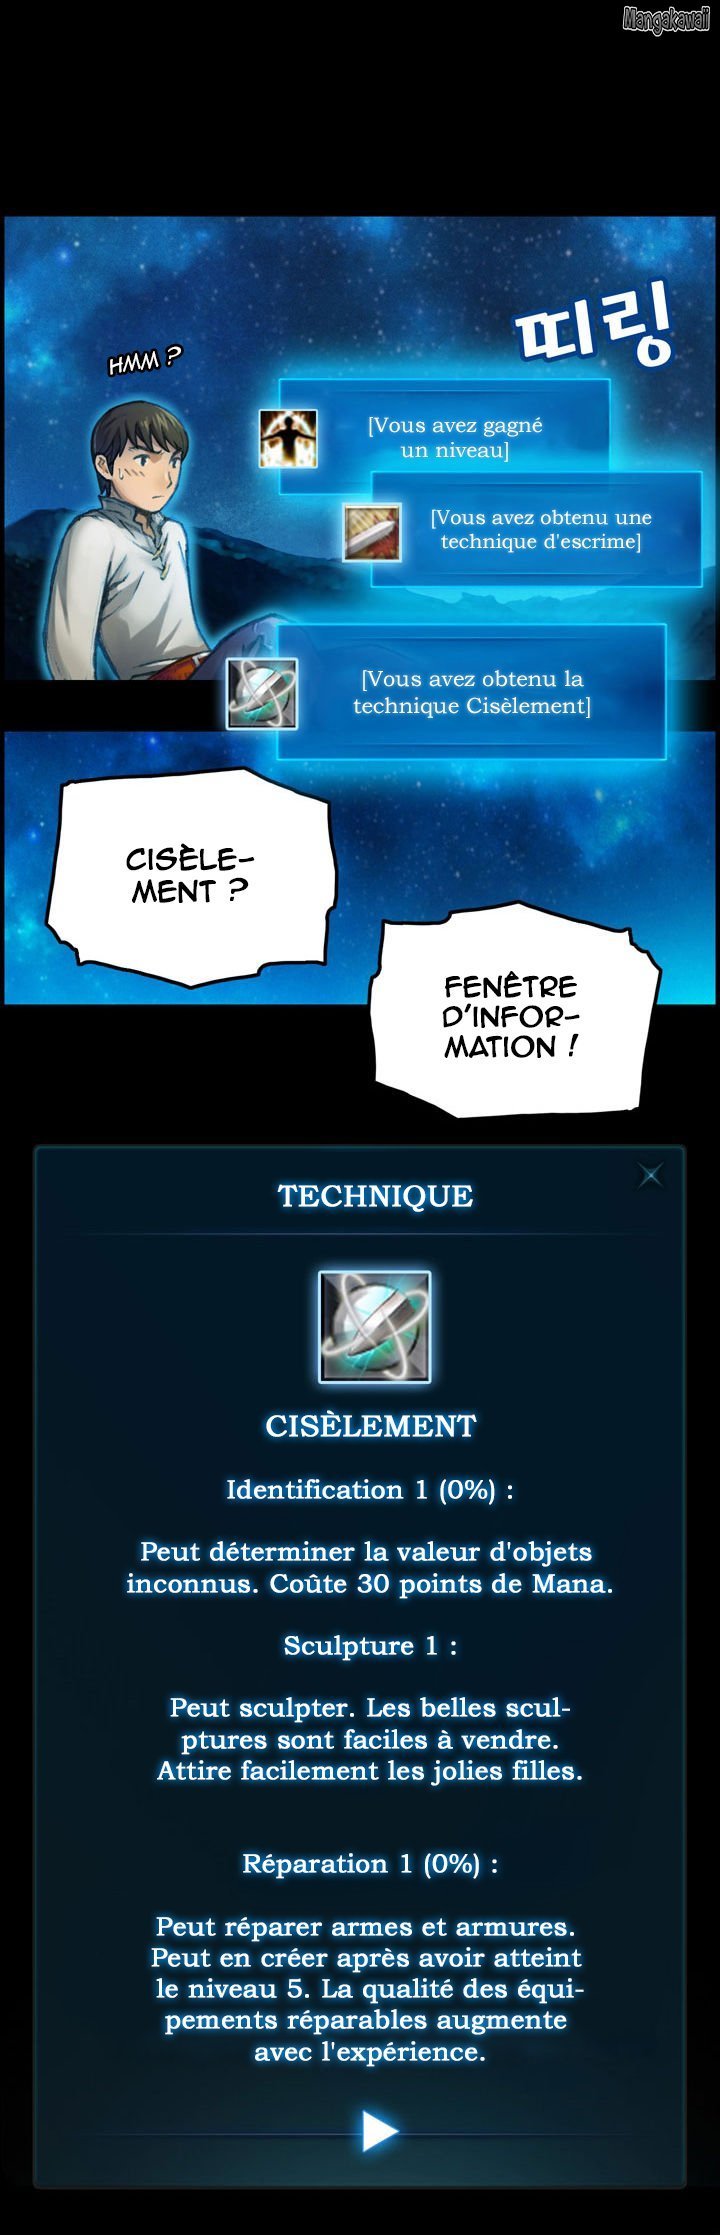 Mangakawaii
띠링
HMM ?
[Vous avez gagné
un niveau]
[Vous avez obtenu une
technique d'escrime]
[Vous avez obtenu la
technique Cisèlement]
CISÈLE-
MENT ?
FENÊTRE
D'INFOR-
MATION !
TECHNIQUE
CISÈLEMENT
Identification 1 (0%) :
Peut déterminer la valeur d'objets
inconnus. Coûte 30 points de Mana.
Sculpture 1 :
Peut sculpter. Les belles scul-
ptures sont faciles à vendre.
Attire facilement les jolies filles.
Réparation 1 (0%) :
Peut réparer armes et armures.
Peut en créer après avoir atteint
le niveau 5. La qualité des équi-
pements réparables augmente
avec l'expérience.